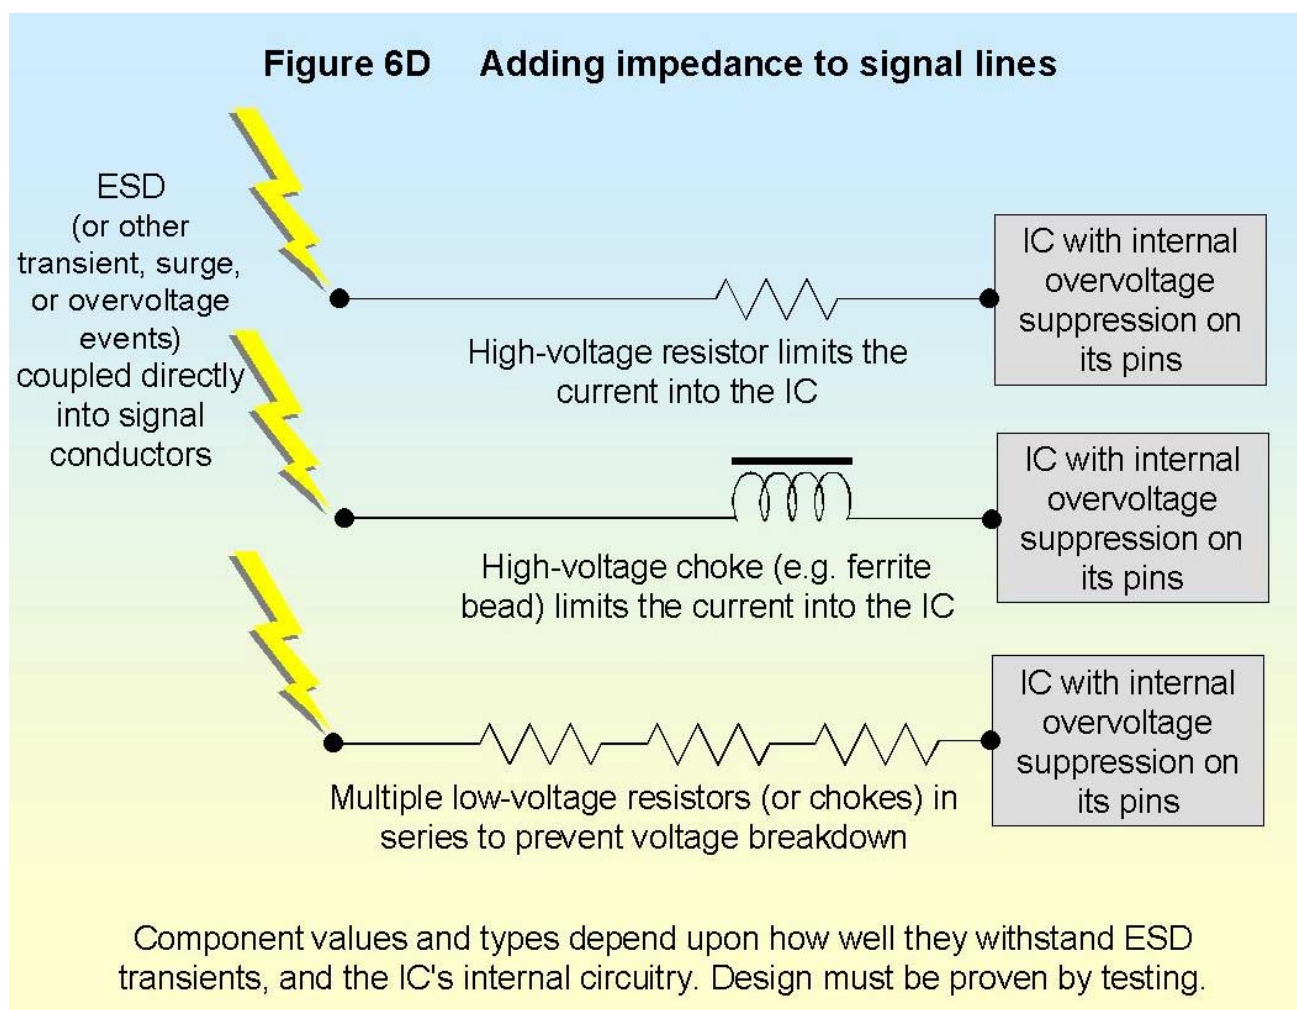 Figure 6D Adding impedance to signal lines
ESD
(or other
transient, surge,
or overvoltage
events)
coupled directly
into signal
conductors
IC with internal
overvoltage
suppression on
its pins
High-voltage resistor limits the
current into the IC
IC with internal
overvoltage
suppression on
its pins
High-voltage choke (e.g. ferrite
bead) limits the current into the IC
IC with internal
overvoltage
suppression on
its pins
Multiple low-voltage resistors (or chokes) in
series to prevent voltage breakdown
Component values and types depend upon how well they withstand ESD
transients, and the IC's internal circuitry. Design must be proven by testing.